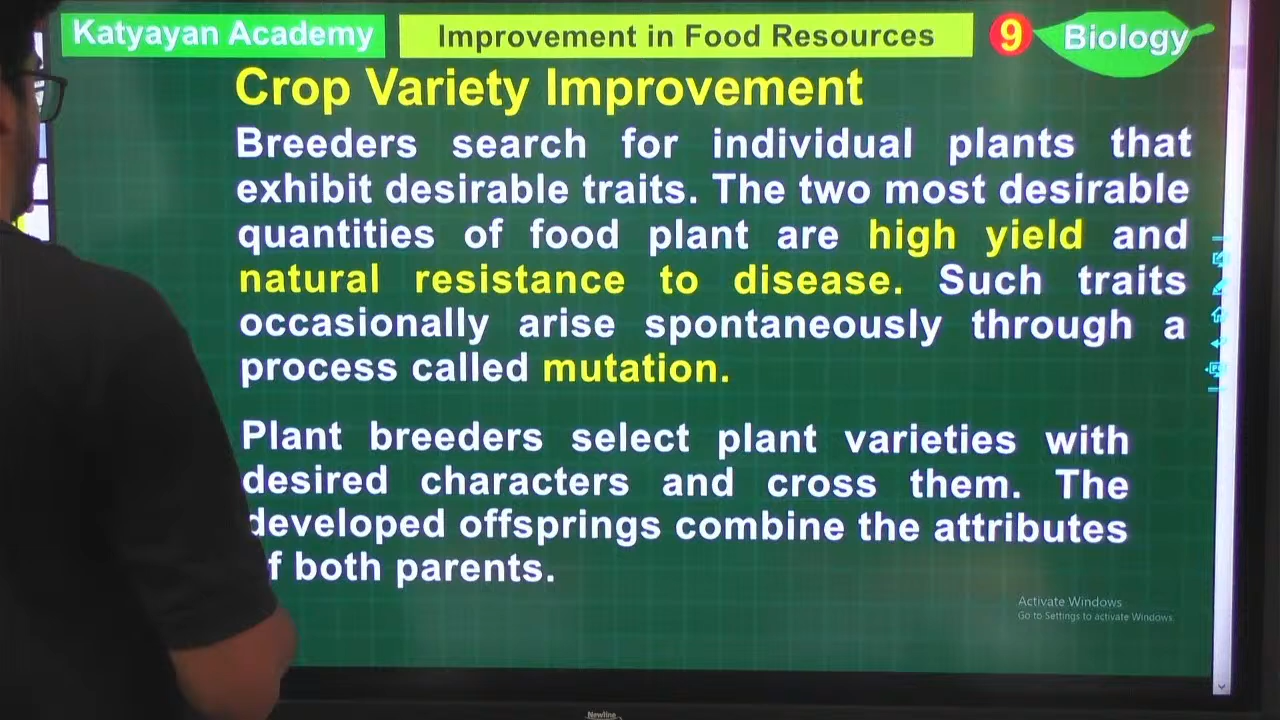 Katyayan Academy
Improvement in Food Resources
9
Biology
Crop Variety Improvement
Breeders search for individual plants that
exhibit desirable traits. The two most desirable
quantities of food plant are high yield and
natural resistance to disease. Such traits
occasionally arise spontaneously through a
process called mutation.
Plant breeders select plant varieties with
desired characters and cross them. The
developed offsprings combine the attributes
f both parents.
Activate Windows
Go to Settings to activate Windows.
Newline